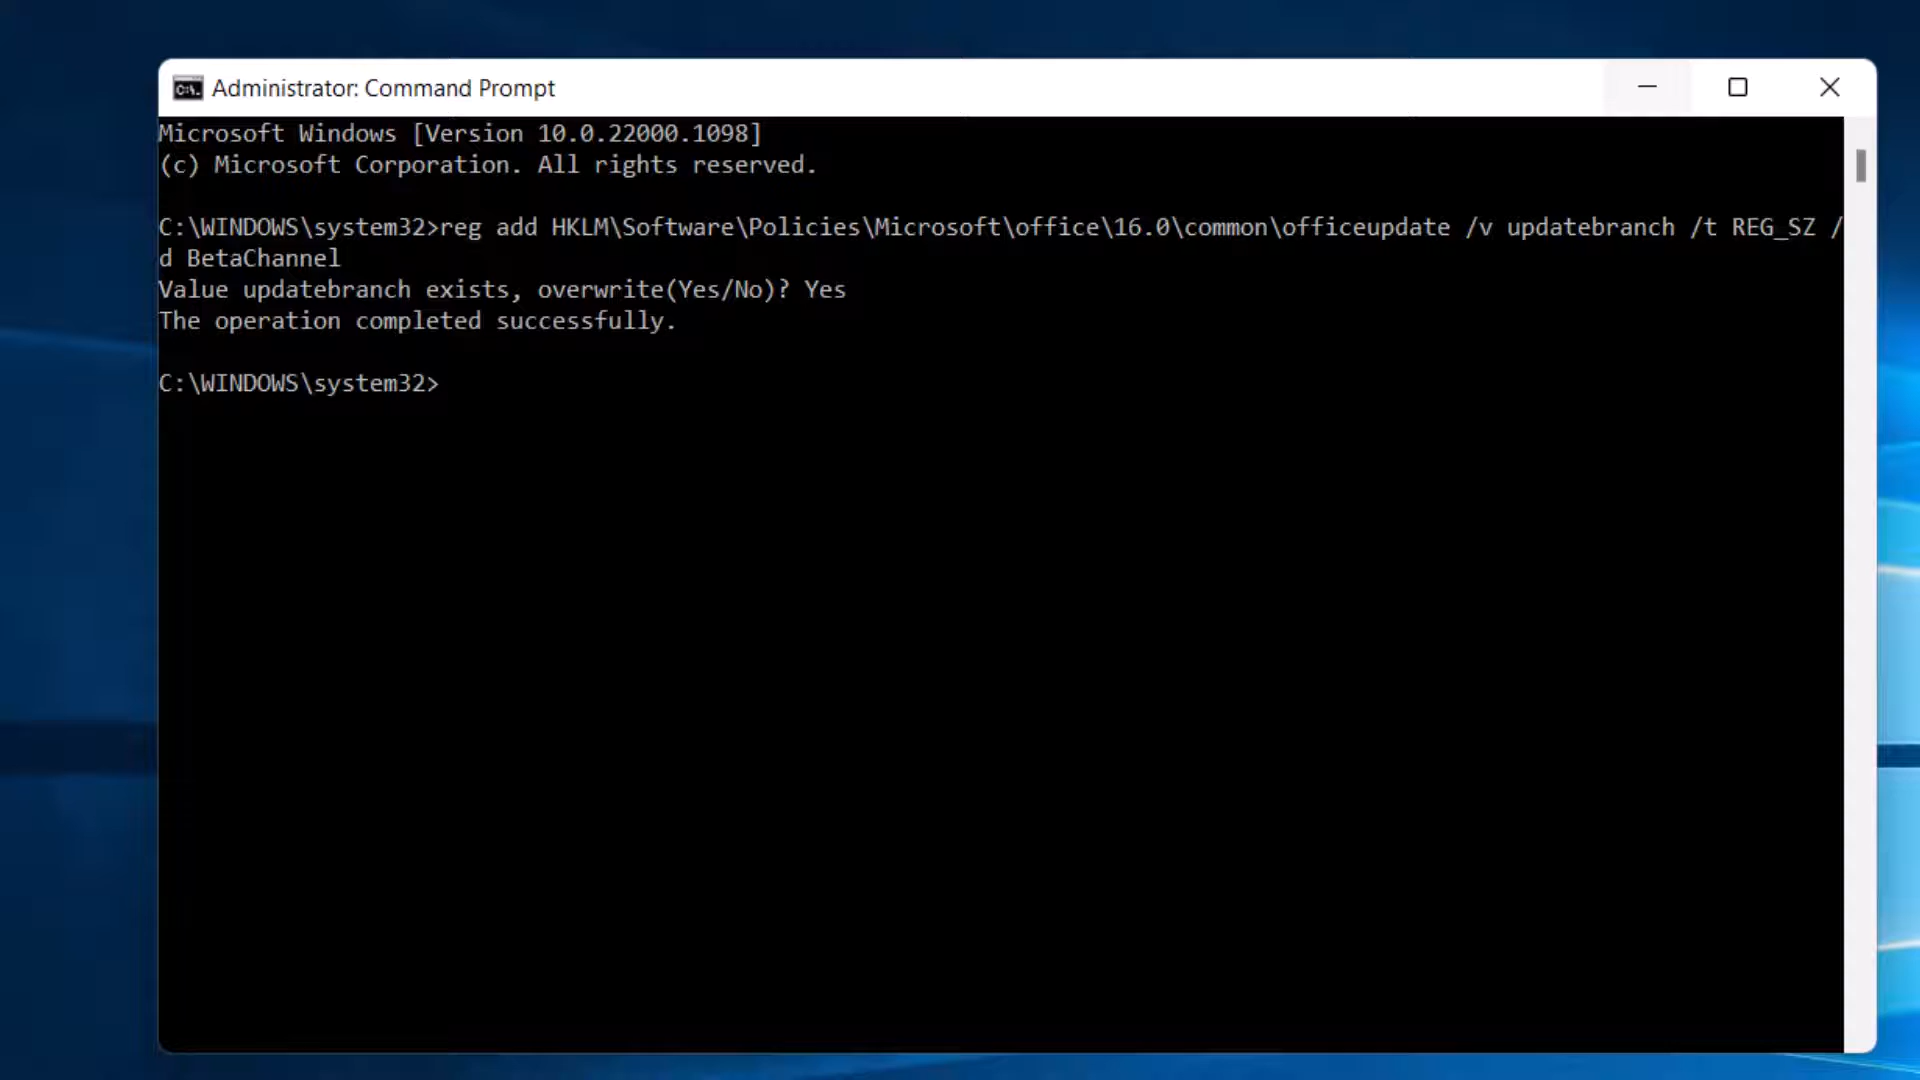 Administrator: Command Prompt
Microsoft Windows [Version 10.0.22000.1098]
(c) Microsoft Corporation. All rights reserved.
C:\WINDOWS\system32>reg add HKLM\Software\Policies\Microsoft\office\16.0\common\officeupdate /v updatebranch /t REG_SZ /
d BetaChannel
Value updatebranch exists, overwrite(Yes/No)? Yes
The operation completed successfully.
C:\WINDOWS\system32>